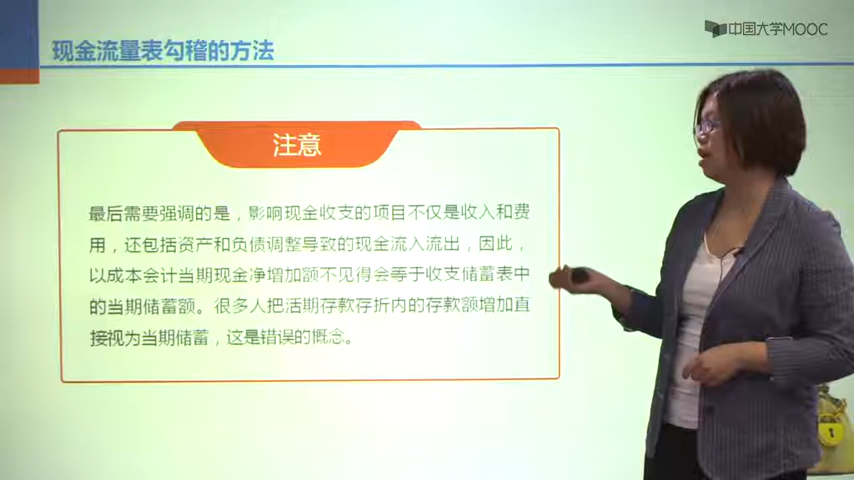 现金流量表勾稽的方法
中国大学MOOC
注意
最后需要强调的是，影响现金收支的项目不仅是收入和费
用，还包括资产和负债调整导致的现金流入流出，因此，
以成本会计当期现金净增加额不见得会等于收支储蓄表中
的当期储蓄额。很多人把活期存款存折内的存款额增加直
接视为当期储蓄，这是错误的概念。